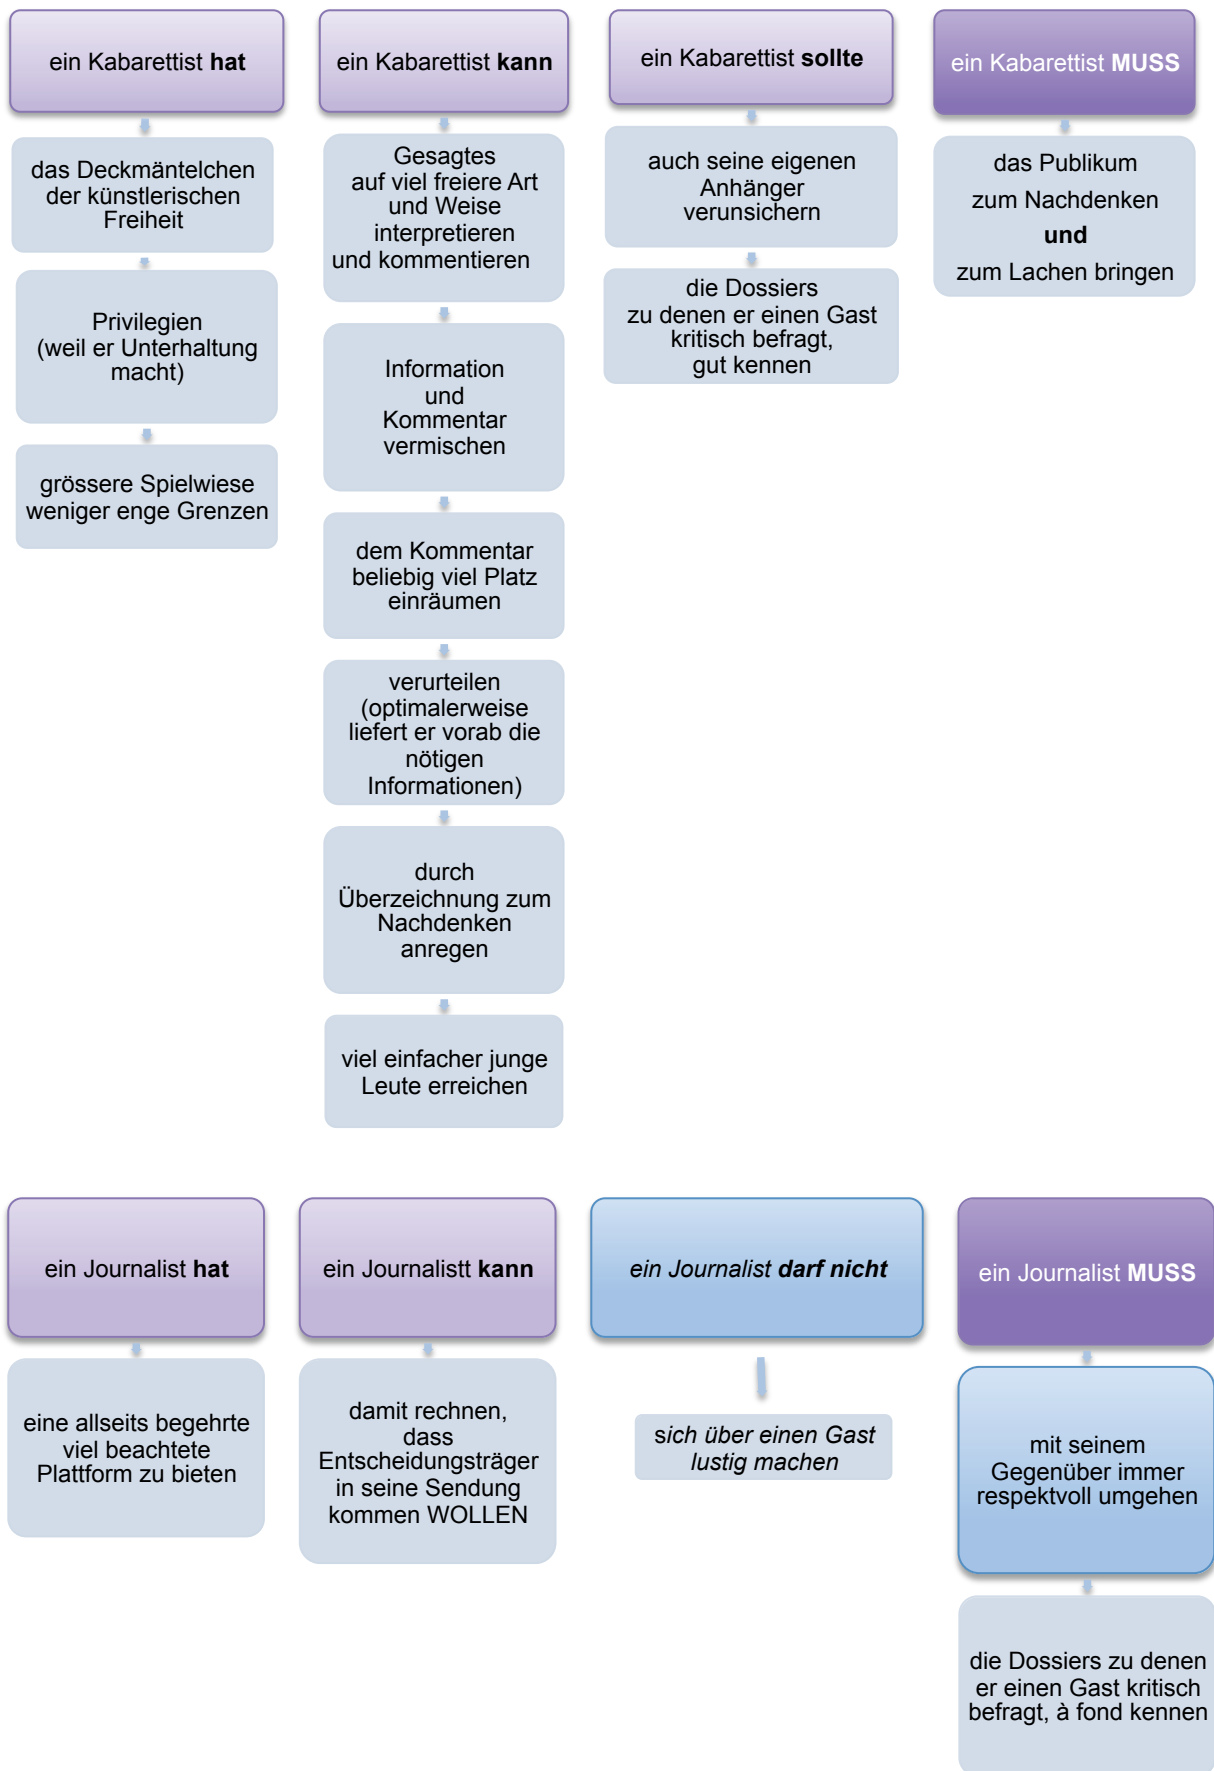 ein Kabarettist hat
das Deckmäntelchen
der künstlerischen
Freiheit
Privilegien
(weil er Unterhaltung
macht)
grössere Spielwiese
weniger enge Grenzen
ein Kabarettist kann
Gesagtes
auf viel freiere Art
und Weise
interpretieren
und kommentieren
Information
und
Kommentar
vermischen
dem Kommentar
beliebig viel Platz
einräumen
verurteilen
(optimalerweise
liefert er vorab die
nötigen
Informationen)
durch
Überzeichnung zum
Nachdenken
anregen
viel einfacher junge
Leute erreichen
ein Kabarettist sollte
auch seine eigenen
Anhänger
verunsichern
die Dossiers
zu denen er einen Gast
kritisch befragt,
gut kennen
ein Kabarettist MUSS
das Publikum
zum Nachdenken
und
zum Lachen bringen
ein Journalist hat
eine allseits begehrte
viel beachtete
Plattform zu bieten
ein Journalistt kann
damit rechnen,
dass
Entscheidungsträger
in seine Sendung
kommen WOLLEN
ein Journalist darf nicht
sich über einen Gast
lustig machen
ein Journalist MUSS
mit seinem
Gegenüber immer
respektvoll umgehen
die Dossiers zu denen
er einen Gast kritisch
befragt, à fond kennen